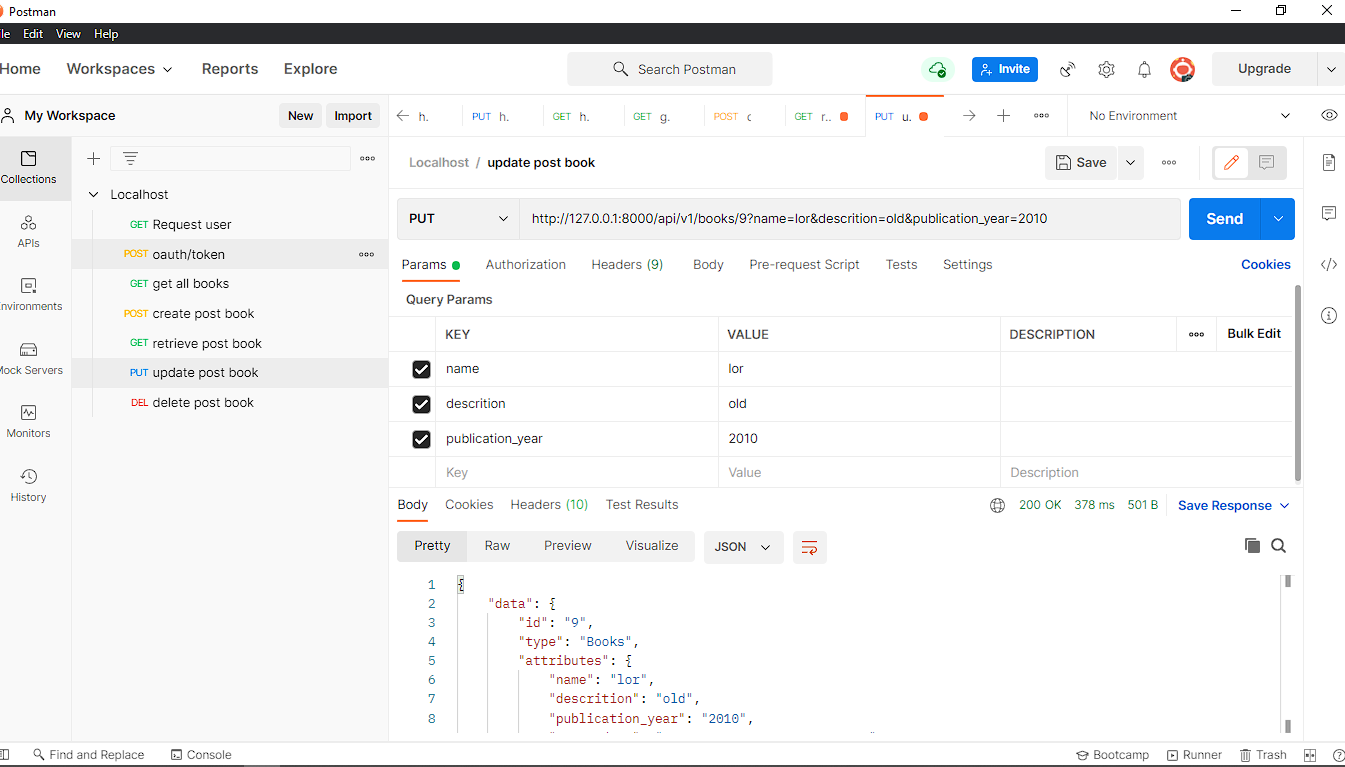 Postman
le Edit View Help
Home Workspaces Reports Explore Search Postman Invite Upgrade
My Workspace New Import h. PUT h. GET h. GET g. POST c GET r.. PUT u. No Environment
Collections
APIs
nvironments
Mock Servers
Monitors
History
Localhost
GET Request user
POST oauth/token
GET get all books
POST create post book
GET retrieve post book
PUT update post book
DEL delete post book
Localhost / update post book Save
PUT http://127.0.0.1:8000/api/v1/books/9?name=lor&descrition=old&publication_year=2010 Send
Params Authorization Headers (9) Body Pre-request Script Tests Settings Cookies
Query Params
KEY VALUE DESCRIPTION Bulk Edit
name lor
descrition old
publication_year 2010
Key Value Description
Body Cookies Headers (10) Test Results 200 OK 378 ms 501 B Save Response
Pretty Raw Preview Visualize JSON
1 {
2 "data": {
3 "id": "9",
4 "type": "Books",
5 "attributes": {
6 "name": "lor",
7 "descrition": "old",
8 "publication_year": "2010",
Find and Replace Console Bootcamp Runner Trash